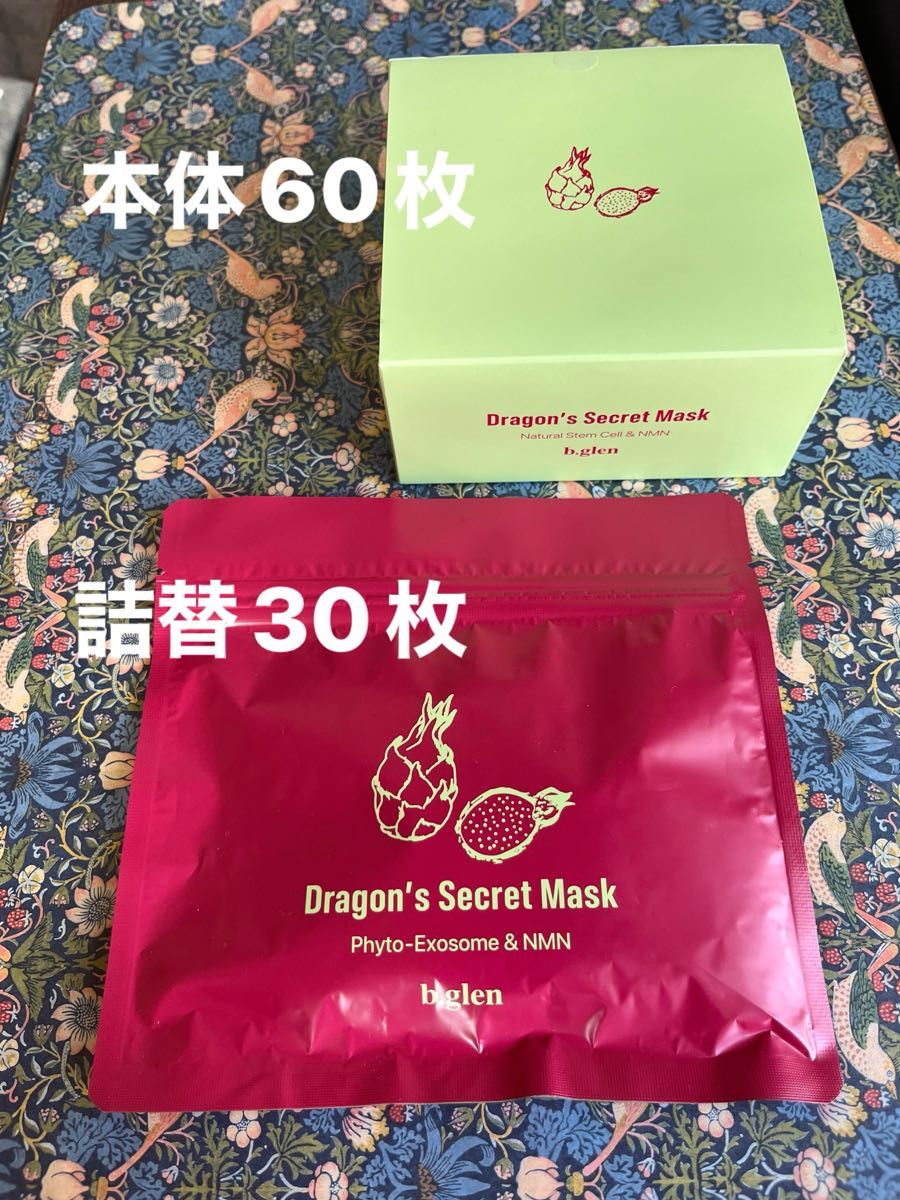 本体60枚
Dragon's Secret Mask
Natural Stem Cell & NMN
b.glen
詰替30枚
Dragon's Secret Mask
Phyto-Exosome & NMN
b.glen